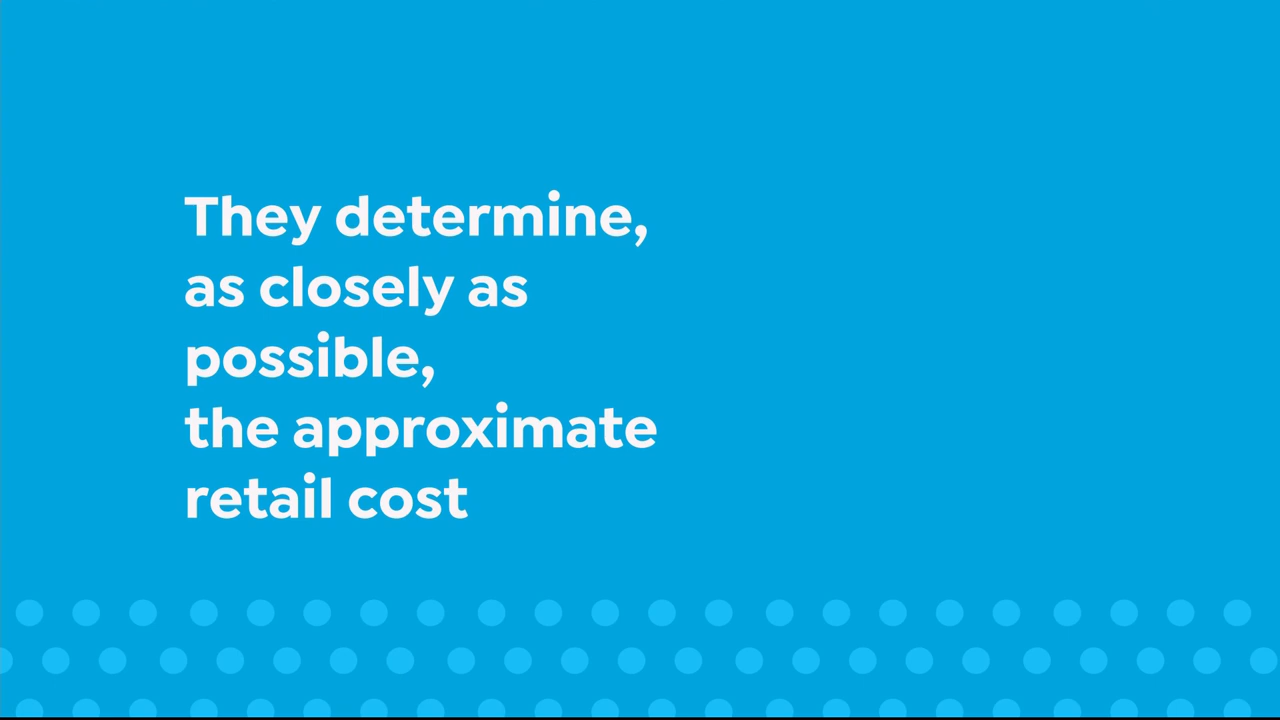 They determine,
as closely as
possible,
the approximate
retail cost